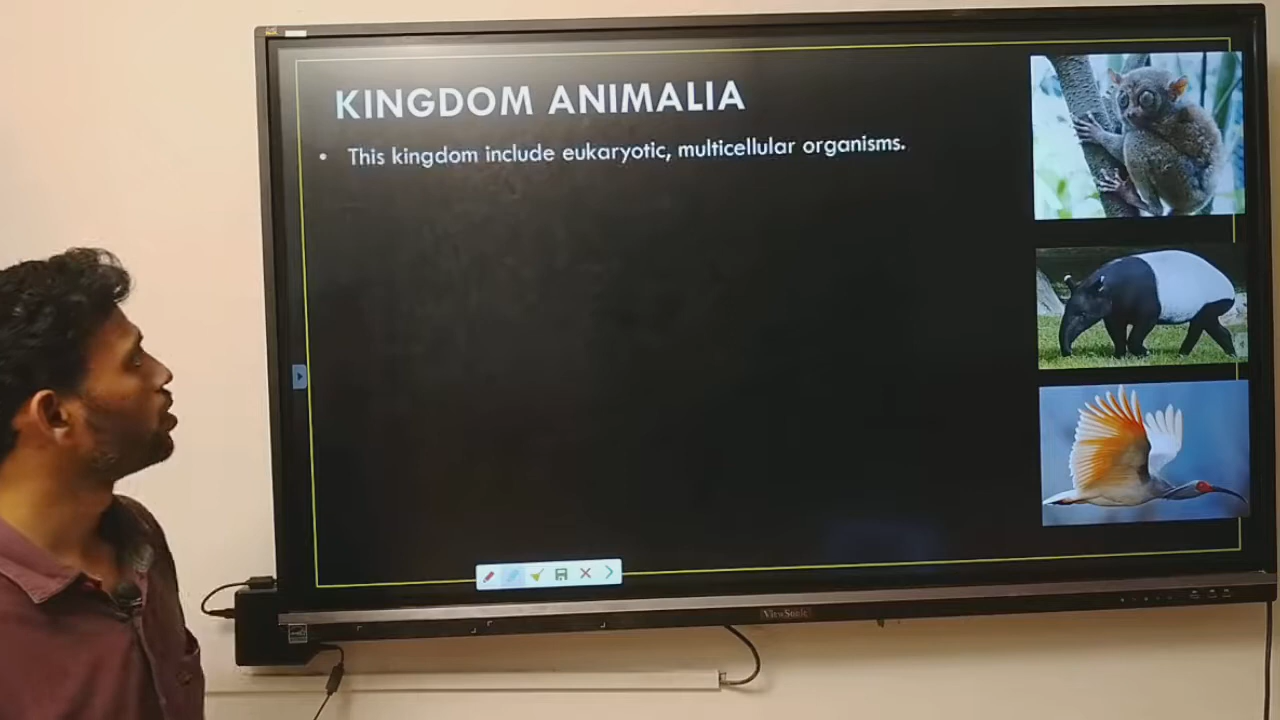 KINGDOM ANIMALIA
• This kingdom include eukaryotic, multicellular organisms.
ViewSonic